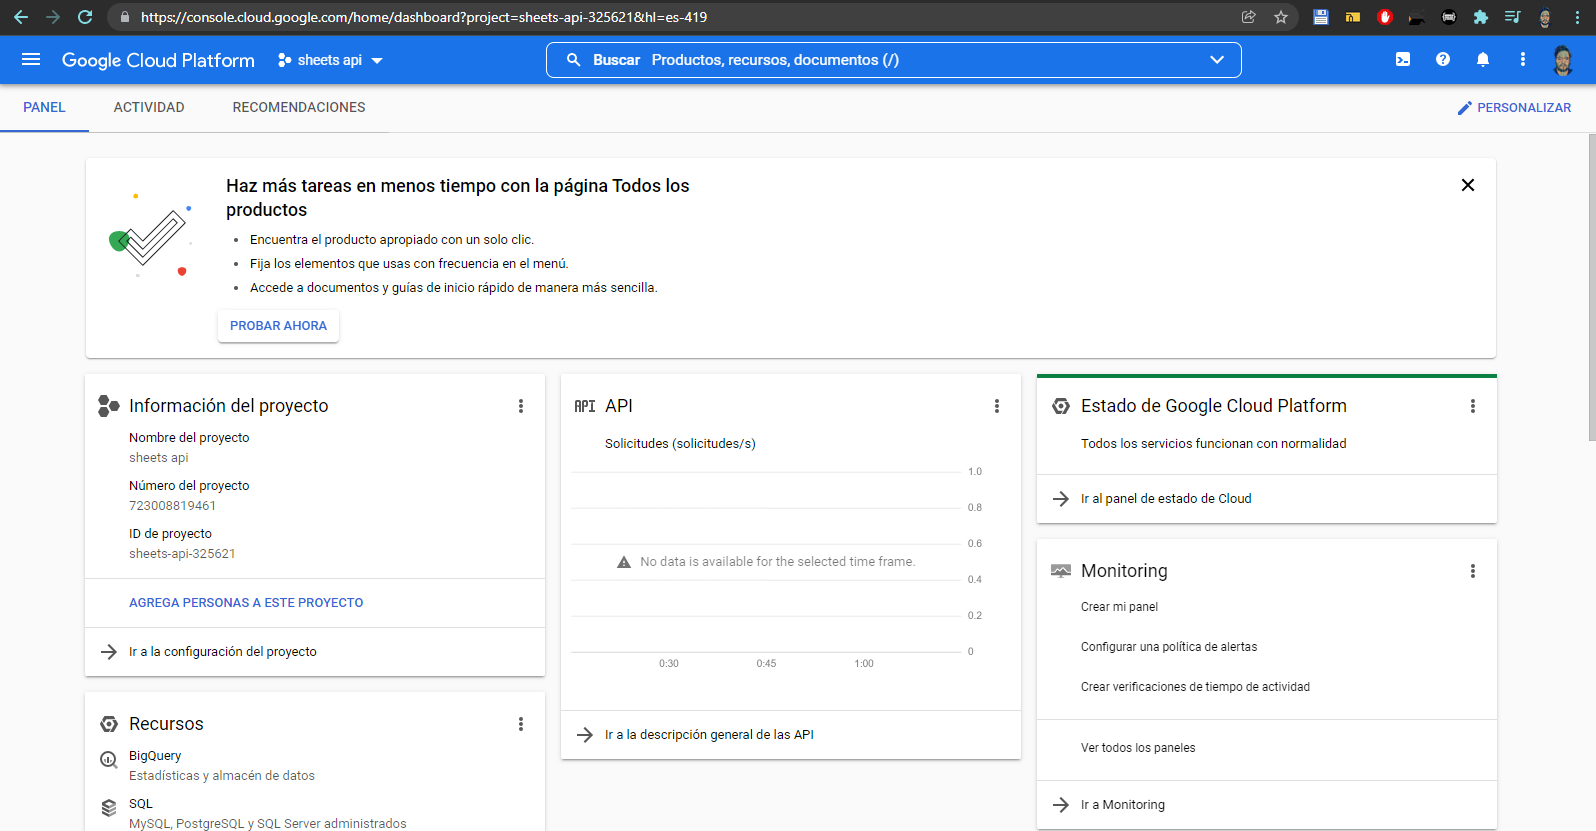 https://console.cloud.google.com/home/dashboard?project=sheets-api-325621&hl=es-419
Google Cloud Platform
sheets api
Buscar Productos, recursos, documentos (/)
PANEL
ACTIVIDAD
RECOMENDACIONES
PERSONALIZAR
Haz más tareas en menos tiempo con la página Todos los
productos
Encuentra el producto apropiado con un solo clic.
Fija los elementos que usas con frecuencia en el menú.
Accede a documentos y guías de inicio rápido de manera más sencilla.
PROBAR AHORA
Información del proyecto
Nombre del proyecto
sheets api
Número del proyecto
723008819461
ID de proyecto
sheets-api-325621
AGREGA PERSONAS A ESTE PROYECTO
Ir a la configuración del proyecto
Recursos
BigQuery
Estadísticas y almacén de datos
SQL
MySQL, PostgreSQL y SQL Server administrados
API API
Solicitudes (solicitudes/s)
1.0
0.8
0.6
No data is available for the selected time frame.
0.4
0.2
0
0:30 0:45 1:00
Ir a la descripción general de las API
Estado de Google Cloud Platform
Todos los servicios funcionan con normalidad
Ir al panel de estado de Cloud
Monitoring
Crear mi panel
Configurar una política de alertas
Crear verificaciones de tiempo de actividad
Ver todos los paneles
Ir a Monitoring